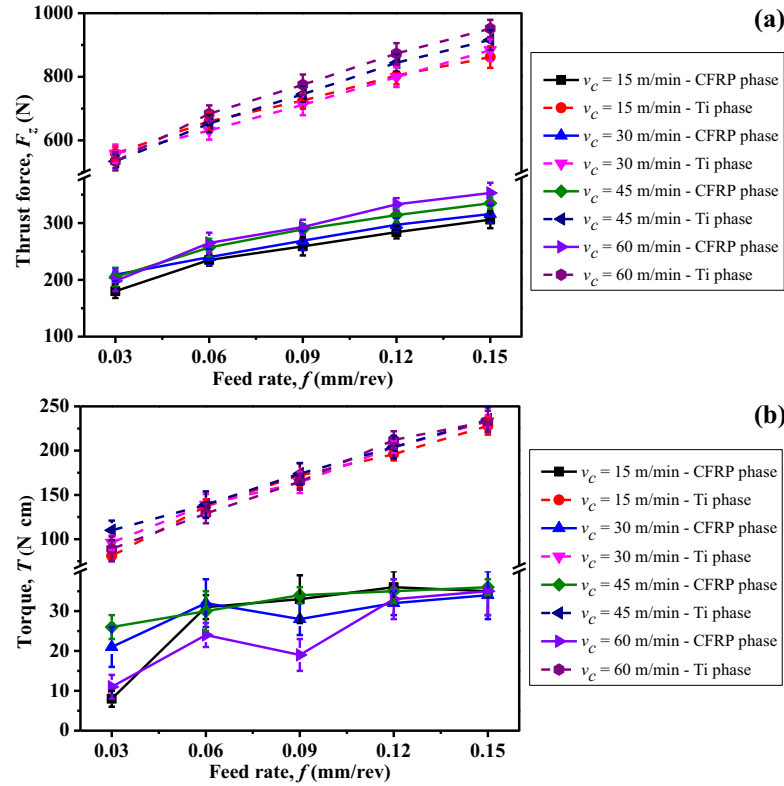 (a)
1000
800
600
300
200
100
Thrust force, F_z (N)
0.03 0.06 0.09 0.12 0.15
Feed rate, f (mm/rev)
v_c = 15 m/min - CFRP phase
v_c = 15 m/min - Ti phase
v_c = 30 m/min - CFRP phase
v_c = 30 m/min - Ti phase
v_c = 45 m/min - CFRP phase
v_c = 45 m/min - Ti phase
v_c = 60 m/min - CFRP phase
v_c = 60 m/min - Ti phase
(b)
250
200
150
100
30
20
10
0
Torque, T (N cm)
0.03 0.06 0.09 0.12 0.15
Feed rate, f (mm/rev)
v_c = 15 m/min - CFRP phase
v_c = 15 m/min - Ti phase
v_c = 30 m/min - CFRP phase
v_c = 30 m/min - Ti phase
v_c = 45 m/min - CFRP phase
v_c = 45 m/min - Ti phase
v_c = 60 m/min - CFRP phase
v_c = 60 m/min - Ti phase